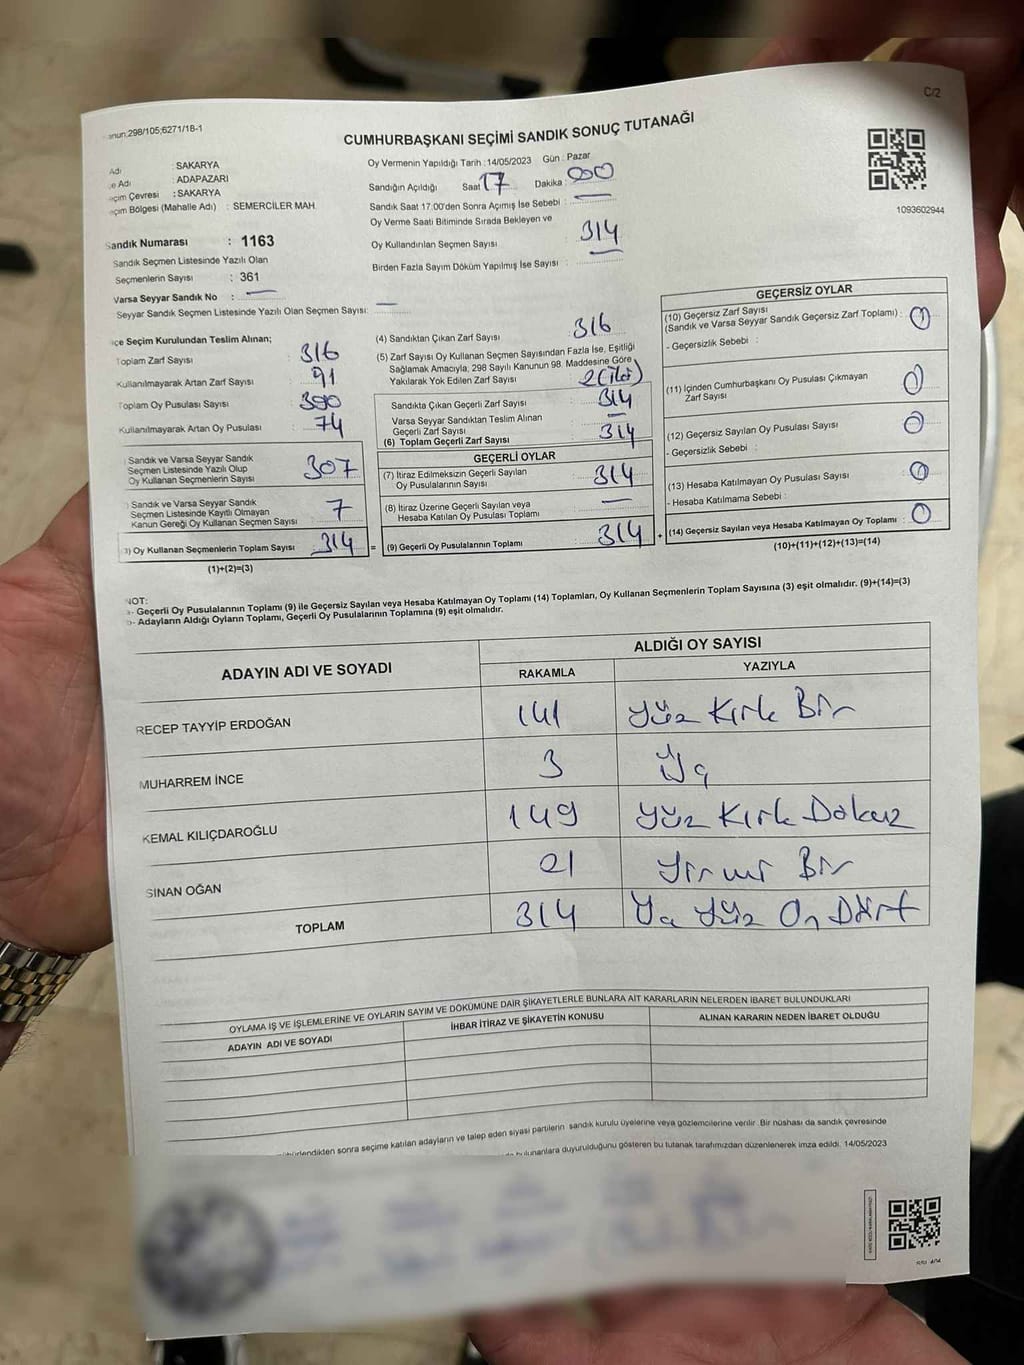 C/2
anun;298/105;6271/18-1
CUMHURBAŞKANI SEÇİMİ SANDIK SONUÇ TUTANAĞI
Adı : SAKARYA
e Adı : ADAPAZARI
çim Çevresi : SAKARYA
çim Bölgesi (Mahalle Adı) : SEMERCİLER MAH.
Oy Vermenin Yapıldığı Tarih :14/05/2023 Gün : Pazar
Sandığın Açıldığı Saat 17 Dakika : 00
Sandık Saat 17:00'den Sonra Açımış İse Sebebi :
Oy Verme Saati Bitiminde Sırada Bekleyen ve
Oy Kullandırılan Seçmen Sayısı : 314
Birden Fazla Sayım Döküm Yapılmış İse Sayısı :
1093602944
Sandık Numarası : 1163
Sandık Seçmen Listesinde Yazılı Olan
Seçmenlerin Sayısı : 361
Varsa Seyyar Sandık No : —
Seyyar Sandık Seçmen Listesinde Yazılı Olan Seçmen Sayısı: —
çe Seçim Kurulundan Teslim Alınan;
Toplam Zarf Sayısı : 316
Kullanılmayarak Artan Zarf Sayısı : 91
Toplam Oy Pusulası Sayısı : 390
Kullanılmayarak Artan Oy Pusulası : 74
) Sandık ve Varsa Seyyar Sandık
Seçmen Listesinde Yazılı Olup
Oy Kullanan Seçmenlerin Sayısı : 307
) Sandık ve Varsa Seyyar Sandık
Seçmen Listesinde Kayıtlı Olmayan
Kanun Gereği Oy Kullanan Seçmen Sayısı : 7
3) Oy Kullanan Seçmenlerin Toplam Sayısı : 314 =
(1)+(2)=(3)
(4) Sandıktan Çıkan Zarf Sayısı : 316
(5) Zarf Sayısı Oy Kullanan Seçmen Sayısından Fazla İse, Eşitliği
Sağlamak Amacıyla, 298 Sayılı Kanunun 98. Maddesine Göre
Yakılarak Yok Edilen Zarf Sayısı : 2 (iki)
Sandıkta Çıkan Geçerli Zarf Sayısı : 314
Varsa Seyyar Sandıktan Teslim Alınan
Geçerli Zarf Sayısı : —
(6) Toplam Geçerli Zarf Sayısı : 314
GEÇERLİ OYLAR
(7) İtiraz Edilmeksizin Geçerli Sayılan
Oy Pusulalarının Sayısı : 314
(8) İtiraz Üzerine Geçerli Sayılan veya
Hesaba Katılan Oy Pusulası Toplamı : —
(9) Geçerli Oy Pusulalarının Toplamı : 314 +
GEÇERSİZ OYLAR
(10) Geçersiz Zarf Sayısı
(Sandık ve Varsa Seyyar Sandık Geçersiz Zarf Toplamı) : 0
- Geçersizlik Sebebi :
(11) İçinden Cumhurbaşkanı Oy Pusulası Çıkmayan
Zarf Sayısı : 0
(12) Geçersiz Sayılan Oy Pusulası Sayısı : 0
- Geçersizlik Sebebi :
(13) Hesaba Katılmayan Oy Pusulası Sayısı : 0
- Hesaba Katılmama Sebebi :
(14) Geçersiz Sayılan veya Hesaba Katılmayan Oy Toplamı : 0
(10)+(11)+(12)+(13)=(14)
NOT:
a- Geçerli Oy Pusulalarının Toplamı (9) ile Geçersiz Sayılan veya Hesaba Katılmayan Oy Toplamı (14) Toplamları, Oy Kullanan Seçmenlerin Toplam Sayısına (3) eşit olmalıdır. (9)+(14)=(3)
b- Adayların Aldığı Oyların Toplamı, Geçerli Oy Pusulalarının Toplamına (9) eşit olmalıdır.
ADAYIN ADI VE SOYADI ALDIĞI OY SAYISI
RAKAMLA YAZIYLA
RECEP TAYYİP ERDOĞAN 141 Yüz Kırk Bir
MUHARREM İNCE 3 Üç
KEMAL KILIÇDAROĞLU 149 Yüz Kırk Dokuz
SİNAN OĞAN 21 Yirmi Bir
TOPLAM 314 Üç Yüz On Dört
OYLAMA İŞ VE İŞLEMLERİNE VE OYLARIN SAYIM VE DÖKÜMÜNE DAİR ŞİKAYETLERLE BUNLARA AİT KARARLARIN NELERDEN İBARET BULUNDUKLARI
ADAYIN ADI VE SOYADI İHBAR İTİRAZ VE ŞİKAYETİN KONUSU ALINAN KARARIN NEDEN İBARET OLDUĞU
sonra seçime katılan adayların ve talep eden siyasi partilerin sandık kurulu üyelerine veya gözlemcilerine verilir. Bir nüshası da sandık çevresinde
bulunanlara duyurulduğunu gösteren bu tutanak tarafımızdan düzenlenerek imza edildi. 14/05/2023